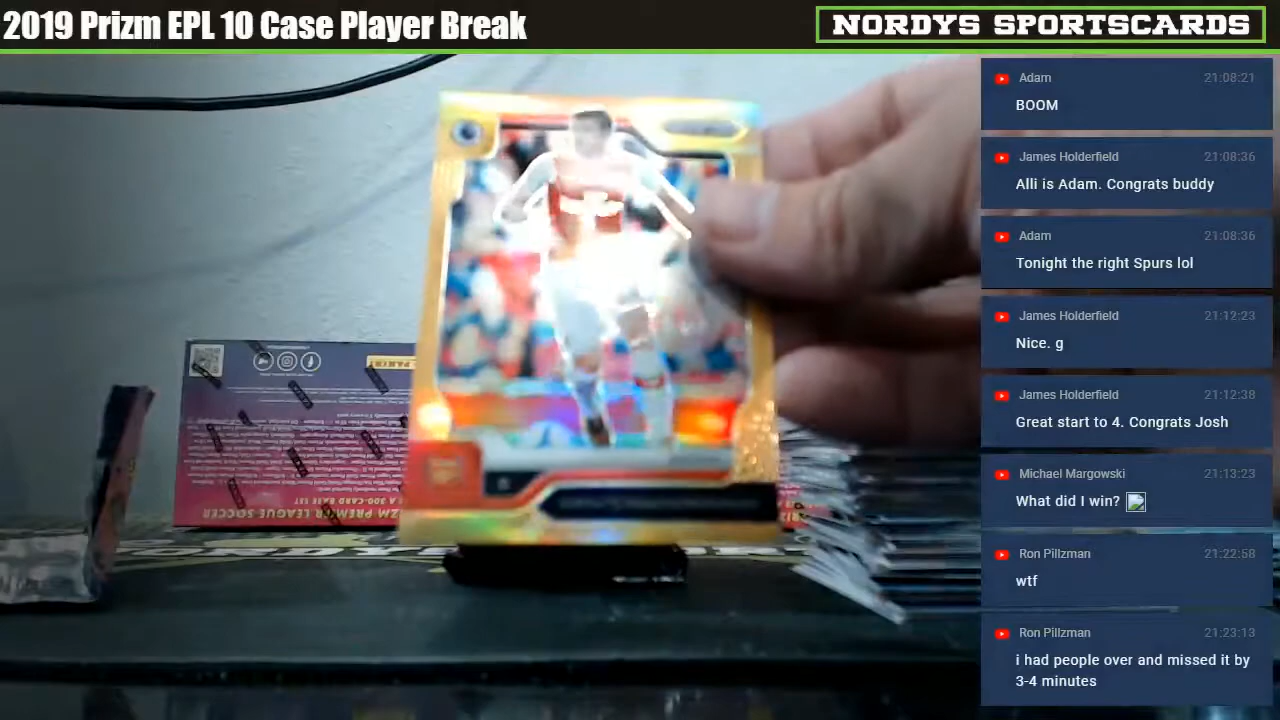 2019 Prizm EPL 10 Case Player Break
NORDYS SPORTSCARDS
Adam 21:08:21
BOOM
James Holderfield 21:08:36
Alli is Adam. Congrats buddy
Adam 21:08:36
Tonight the right Spurs lol
James Holderfield 21:12:23
Nice. g
James Holderfield 21:12:38
Great start to 4. Congrats Josh
Michael Margowski 21:13:23
What did I win?
Ron Pillzman 21:22:58
wtf
Ron Pillzman 21:23:13
i had people over and missed it by
3-4 minutes
PANINI
A 300-CARD BASE SET
PRIZM PREMIER LEAGUE SOCCER